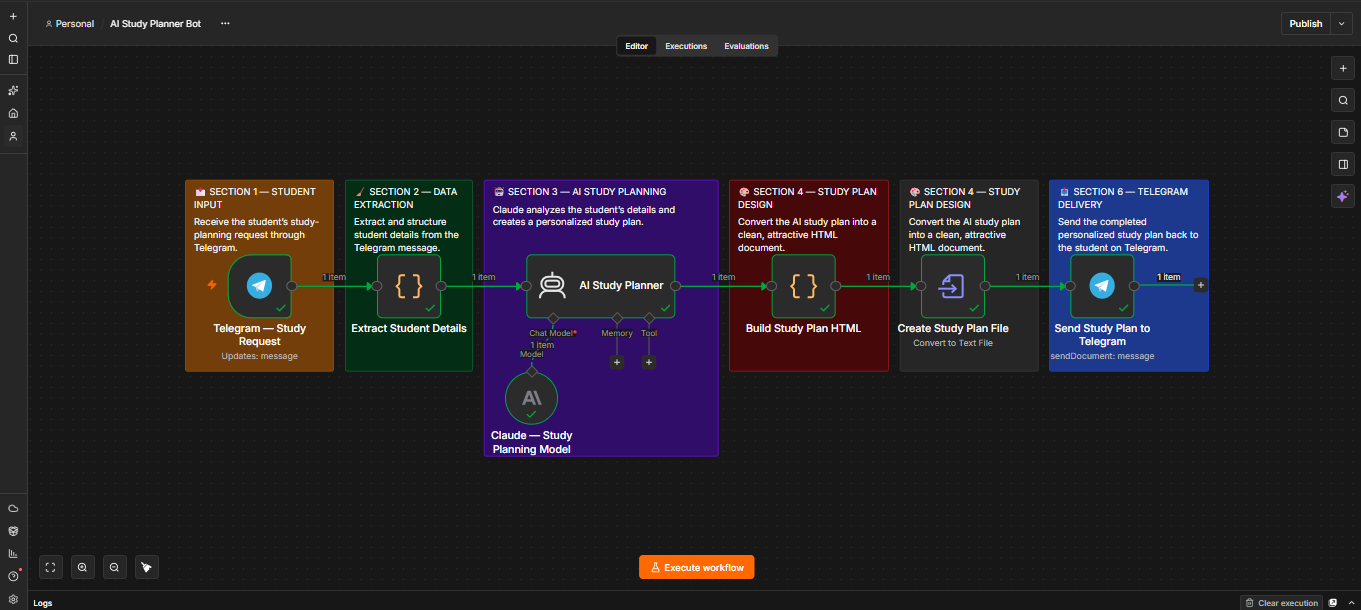 Personal / AI Study Planner Bot ...
Publish
Editor Executions Evaluations
SECTION 1 — STUDENT
INPUT
Receive the student's study-
planning request through
Telegram.
Telegram — Study
Request
Updates: message
1 item
SECTION 2 — DATA
EXTRACTION
Extract and structure
student details from the
Telegram message.
{ }
Extract Student Details
1 item
SECTION 3 — AI STUDY PLANNING
Claude analyzes the student's details and
creates a personalized study plan.
AI Study Planner
Chat Model*
Memory
Tool
1 item
Model
Claude — Study
Planning Model
1 item
SECTION 4 — STUDY PLAN
DESIGN
Convert the AI study plan into a
clean, attractive HTML
document.
{ }
Build Study Plan HTML
1 item
SECTION 4 — STUDY
PLAN DESIGN
Convert the AI study plan
into a clean, attractive
HTML document.
Create Study Plan File
Convert to Text File
1 item
SECTION 6 — TELEGRAM
DELIVERY
Send the completed
personalized study plan back to
the student on Telegram.
Send Study Plan to
Telegram
sendDocument: message
1 item
Execute workflow
Logs
Clear execution